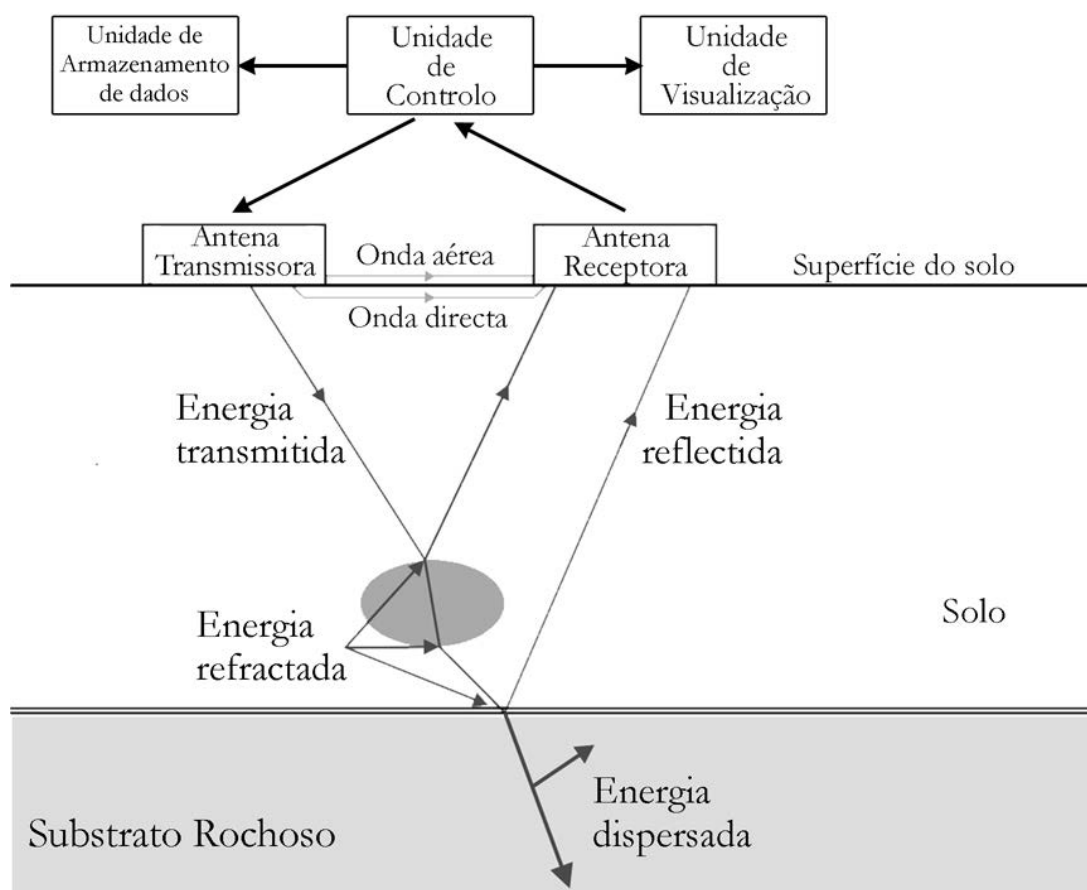 Unidade de
Armazenamento
de dados
Unidade
de
Controlo
Unidade
de
Visualização
Antena
Transmissora
Onda aérea
Onda directa
Antena
Receptora
Superfície do solo
Energia
transmitida
Energia
reflectida
Energia
refractada
Solo
Substrato Rochoso
Energia
dispersada